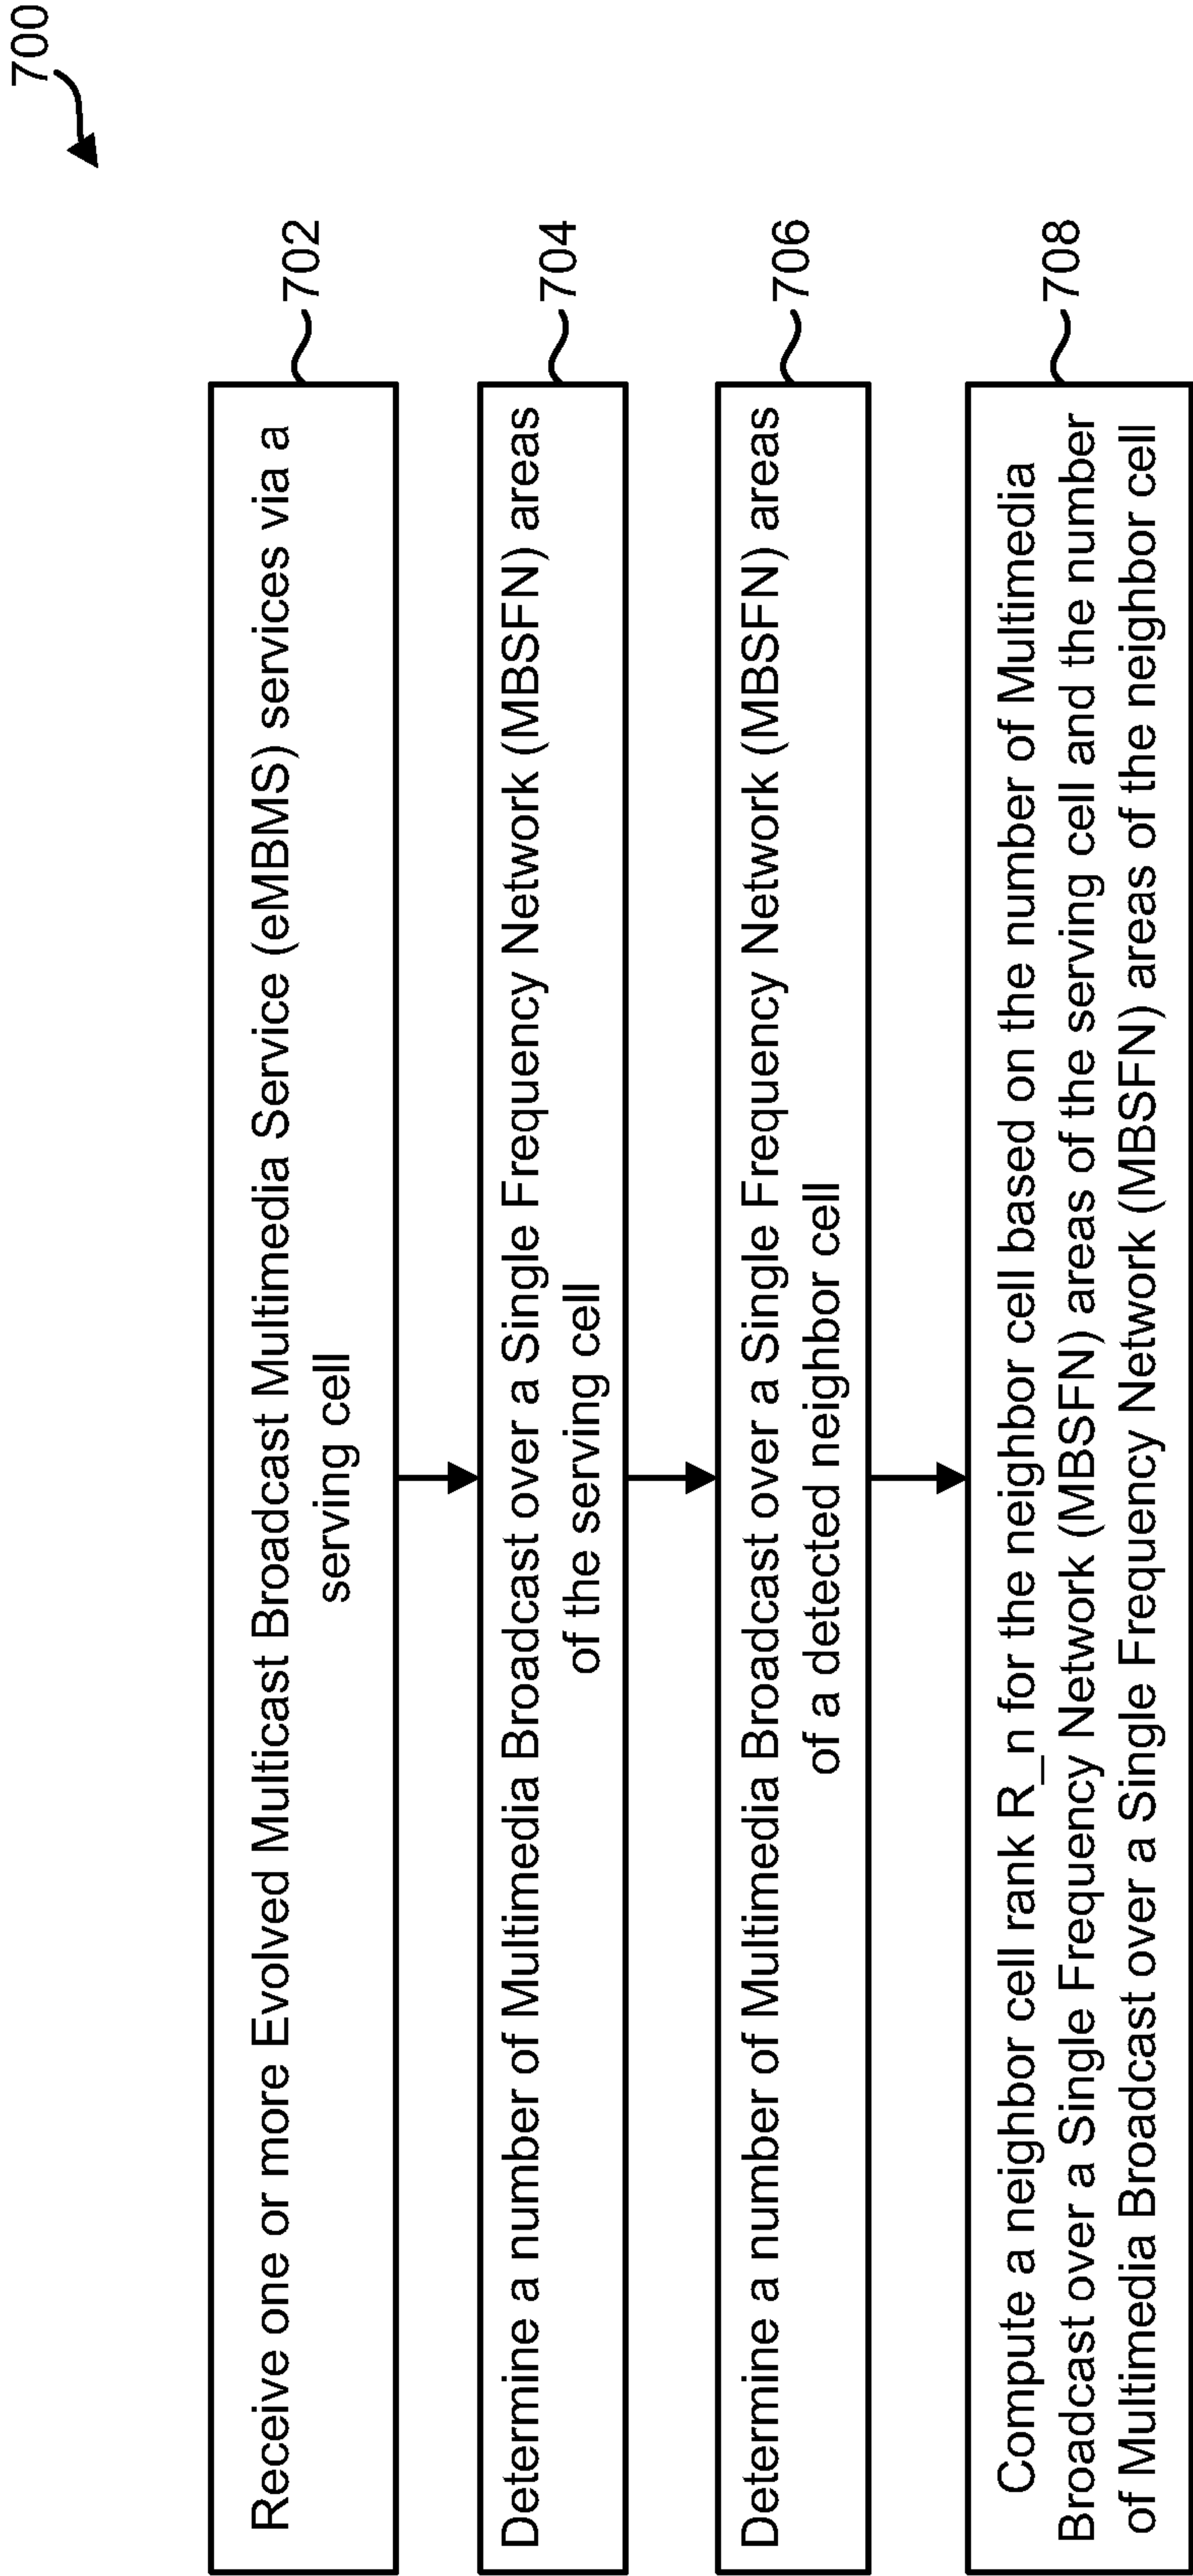 700
Receive one or more Evolved Multicast Broadcast Multimedia Service (eMBMS) services via a
serving cell
702
Determine a number of Multimedia Broadcast over a Single Frequency Network (MBSFN) areas
of the serving cell
704
Determine a number of Multimedia Broadcast over a Single Frequency Network (MBSFN) areas
of a detected neighbor cell
706
Compute a neighbor cell rank R_n for the neighbor cell based on the number of Multimedia
Broadcast over a Single Frequency Network (MBSFN) areas of the serving cell and the number
of Multimedia Broadcast over a Single Frequency Network (MBSFN) areas of the neighbor cell
708